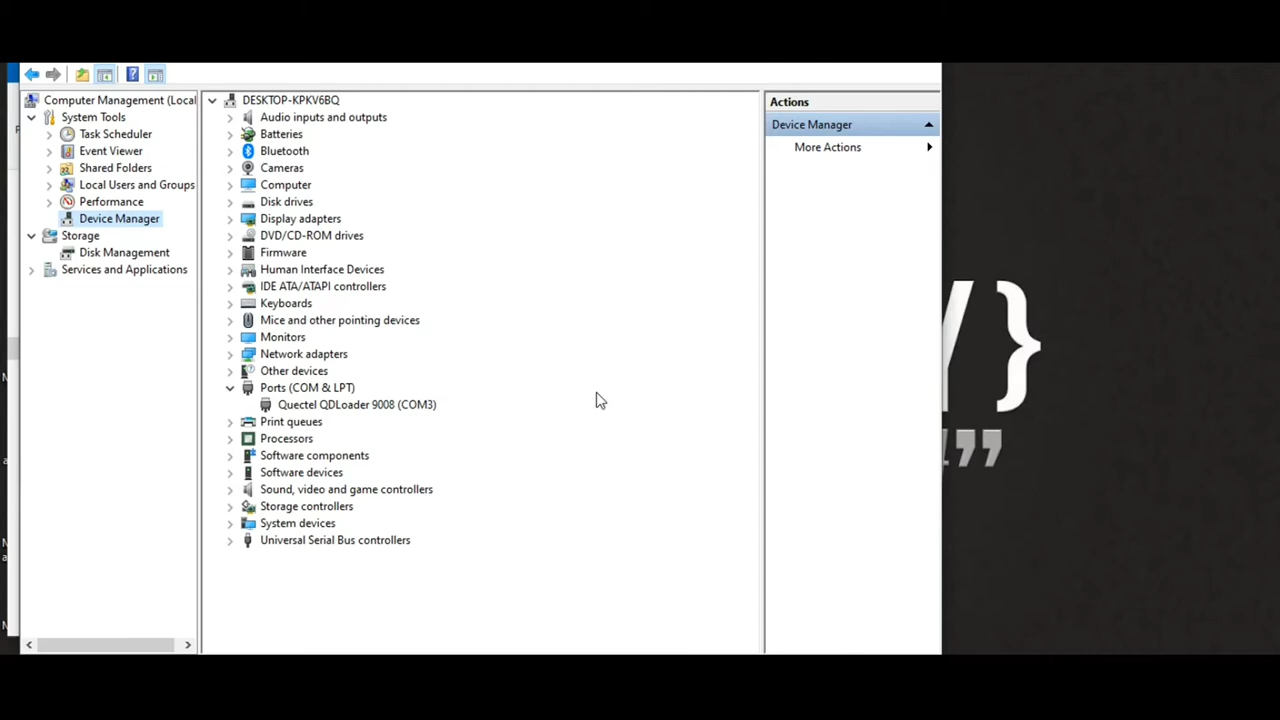 Computer Management (Local
System Tools
Task Scheduler
Event Viewer
Shared Folders
Local Users and Groups
Performance
Device Manager
Storage
Disk Management
Services and Applications
DESKTOP-KPKV6BQ
Audio inputs and outputs
Batteries
Bluetooth
Cameras
Computer
Disk drives
Display adapters
DVD/CD-ROM drives
Firmware
Human Interface Devices
IDE ATA/ATAPI controllers
Keyboards
Mice and other pointing devices
Monitors
Network adapters
Other devices
Ports (COM & LPT)
Quectel QDLoader 9008 (COM3)
Print queues
Processors
Software components
Software devices
Sound, video and game controllers
Storage controllers
System devices
Universal Serial Bus controllers
Actions
Device Manager
More Actions
}
”